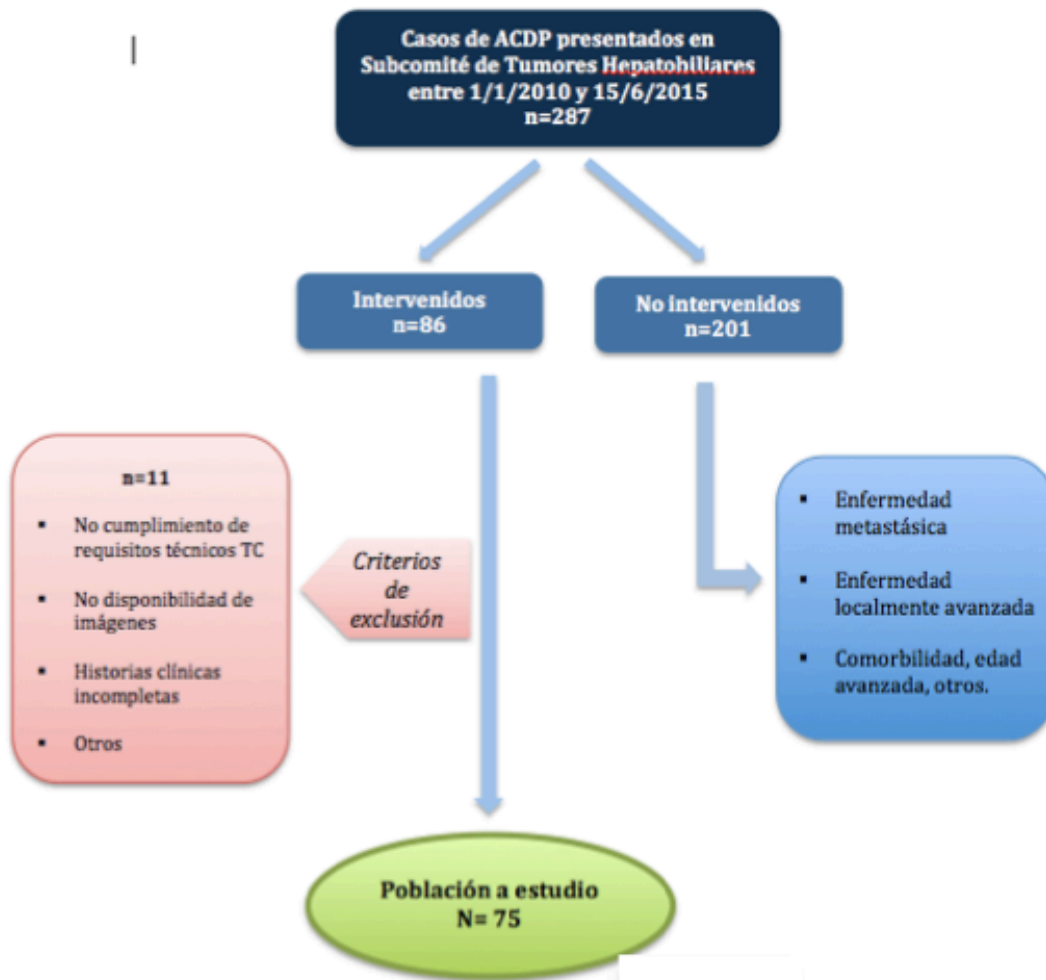 Casos de ACDP presentados en
Subcomité de Tumores Hepatobiliares
entre 1/1/2010 y 15/6/2015
n=287
Intervenidos
n=86
No intervenidos
n=201
n=11
▪ No cumplimiento de
requisitos técnicos TC
▪ No disponibilidad de
imágenes
▪ Historias clínicas
incompletas
▪ Otros
Criterios
de
exclusión
▪ Enfermedad
metastásica
▪ Enfermedad
localmente avanzada
▪ Comorbilidad, edad
avanzada, otros.
Población a estudio
N= 75